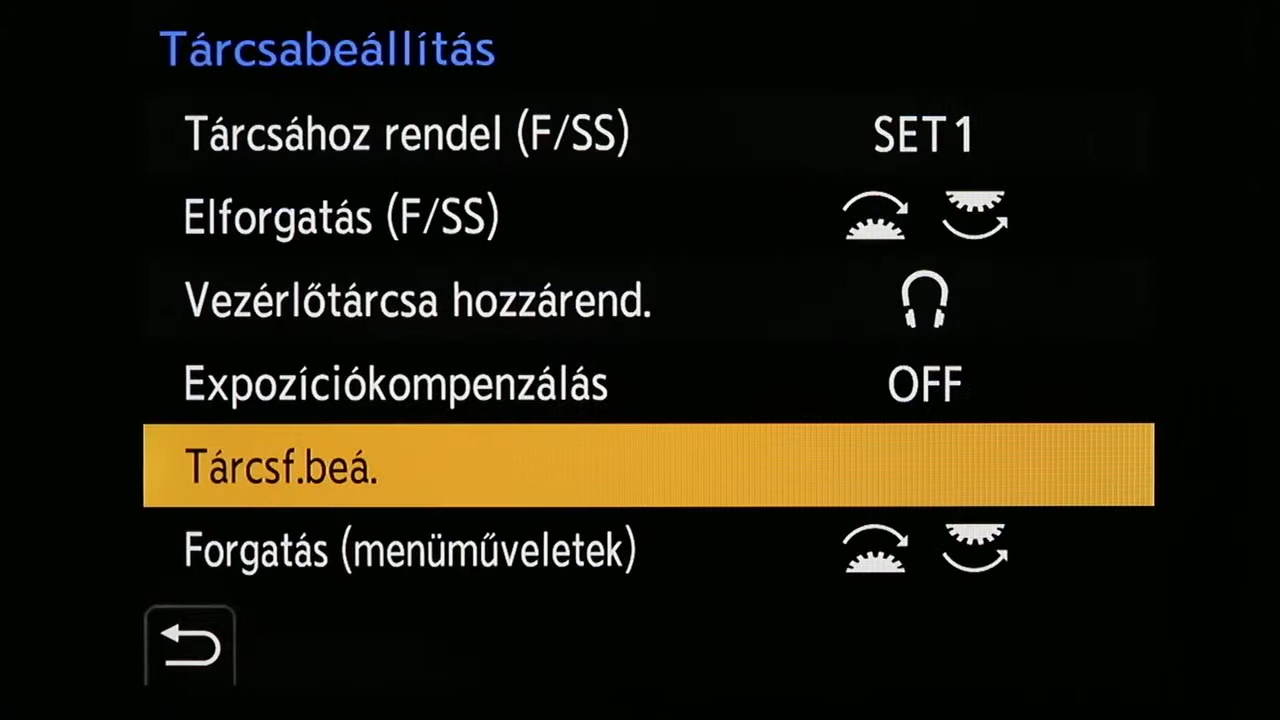 Tárcsabeállítás
Tárcsához rendel (F/SS) SET1
Elforgatás (F/SS)
Vezérlőtárcsa hozzárend.
Expozíciókompenzálás OFF
Tárcsf.beá.
Forgatás (menüműveletek)